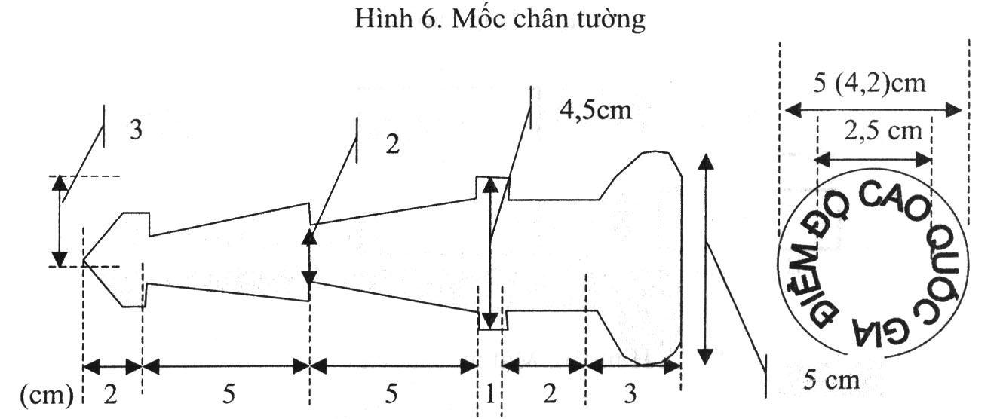 Hình 6. Mốc chân tường
5 (4,2)cm
2,5 cm
3
2
4,5cm
ĐIỂM ĐỘ CAO QUỐC GIA
5 cm
(cm) 2 5 5 1 2 3